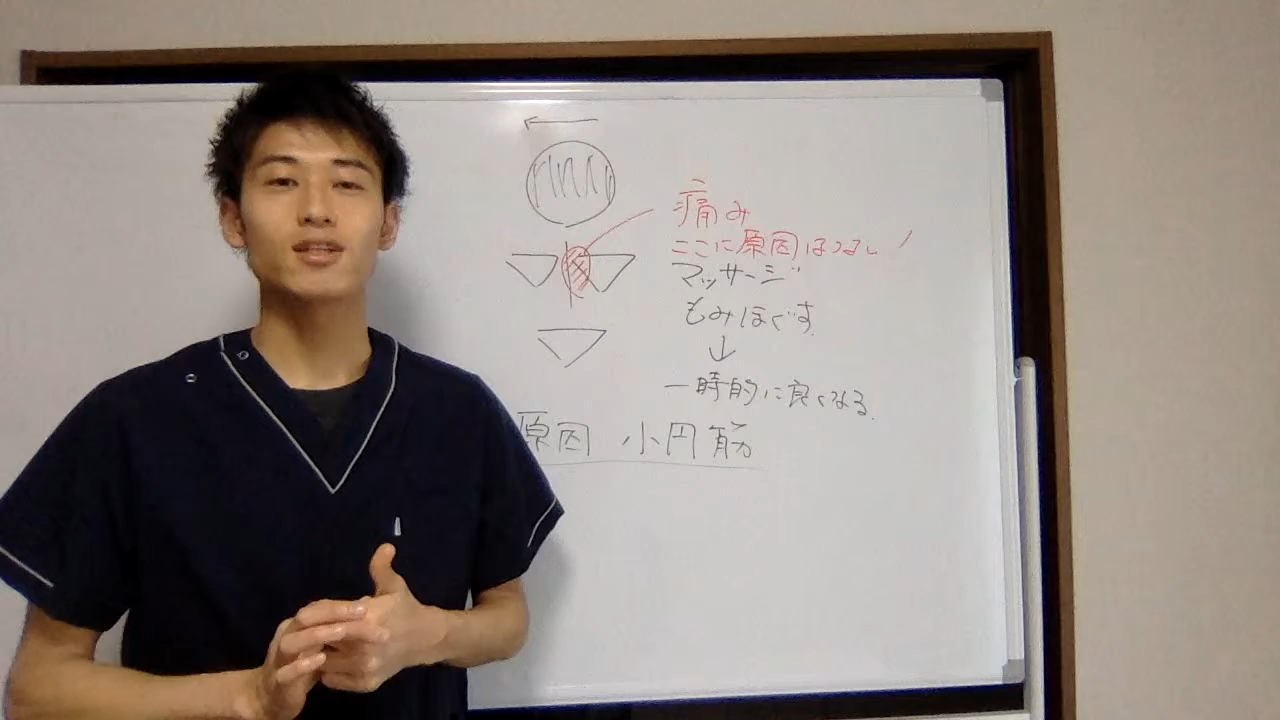 痛み
ここに原因はない!
マッサージ
もみほぐす
↓
一時的に良くなる.
原因 小円筋